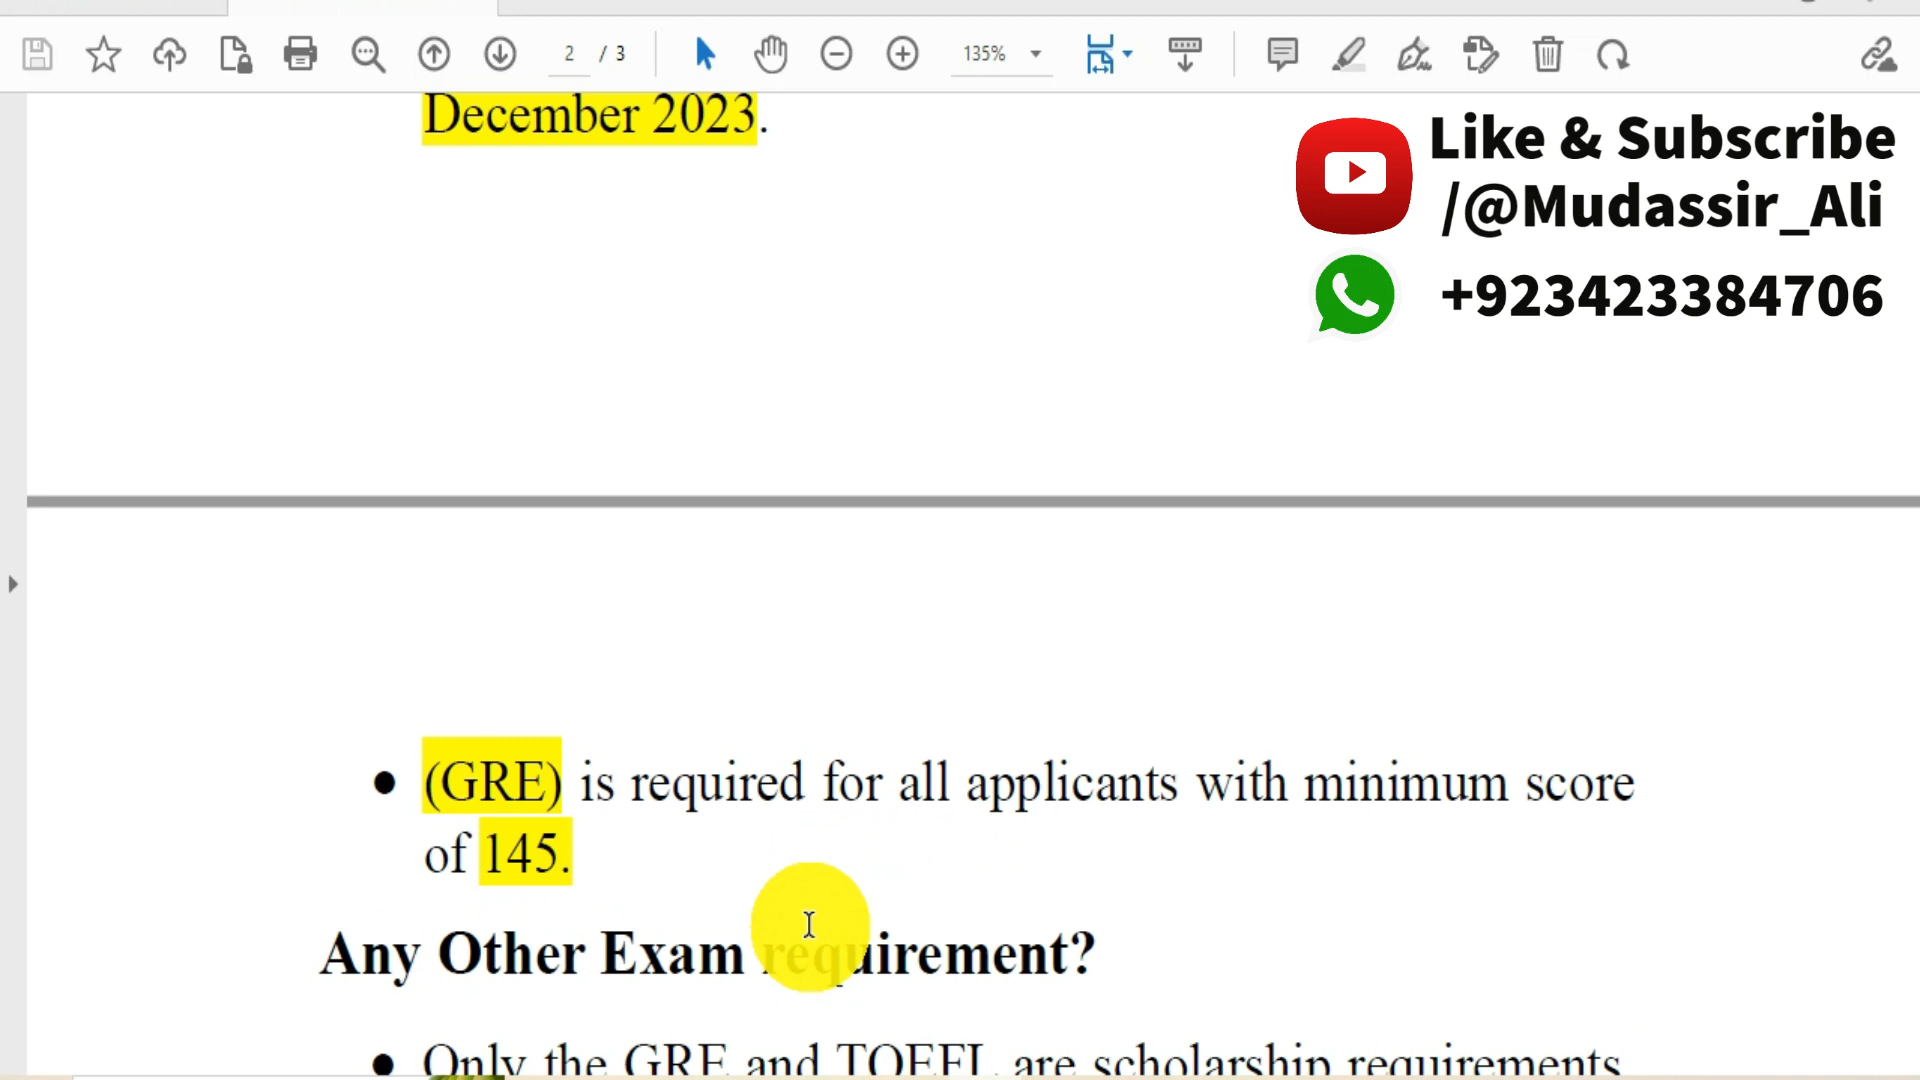 2 / 3
135%
December 2023.
Like & Subscribe
/@Mudassir_Ali
+923423384706
• (GRE) is required for all applicants with minimum score
of 145.
Any Other Exam requirement?
• Only the GRE and TOEFL are scholarship requirements